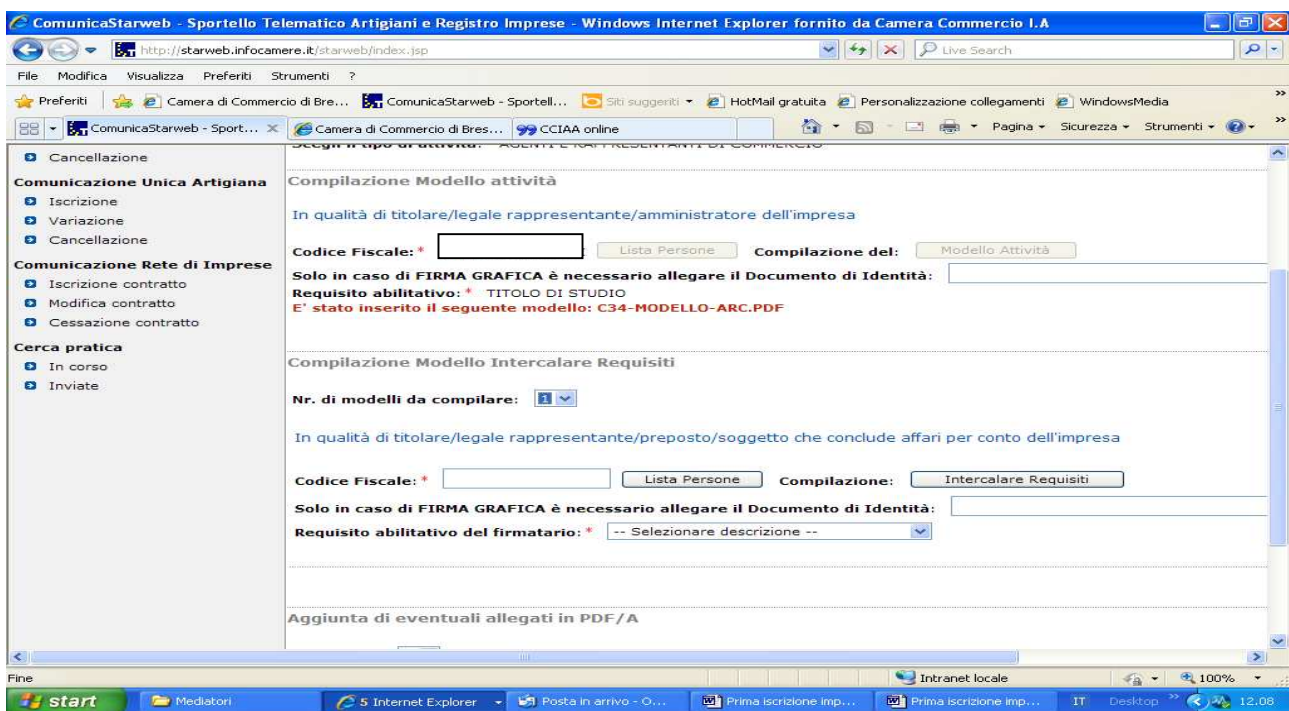 ComunicaStarweb - Sportello Telematico Artigiani e Registro Imprese - Windows Internet Explorer fornito da Camera Commercio I.A
http://starweb.infocamere.it/starweb/index.jsp
Live Search
File Modifica Visualizza Preferiti Strumenti ?
Preferiti Camera di Commercio di Bre... ComunicaStarweb - Sportell... Siti suggeriti HotMail gratuita Personalizzazione collegamenti WindowsMedia
ComunicaStarweb - Sport... Camera di Commercio di Bres... CCIAA online Pagina Sicurezza Strumenti
Cancellazione
Comunicazione Unica Artigiana
Iscrizione
Variazione
Cancellazione
Comunicazione Rete di Imprese
Iscrizione contratto
Modifica contratto
Cessazione contratto
Cerca pratica
In corso
Inviate
Scegli il tipo di attività: AGENTI E RAPPRESENTANTI DI COMMERCIO
Compilazione Modello attività
In qualità di titolare/legale rappresentante/amministratore dell'impresa
Codice Fiscale: * Lista Persone Compilazione del: Modello Attività
Solo in caso di FIRMA GRAFICA è necessario allegare il Documento di Identità:
Requisito abilitativo: * TITOLO DI STUDIO
E' stato inserito il seguente modello: C34-MODELLO-ARC.PDF
Compilazione Modello Intercalare Requisiti
Nr. di modelli da compilare: 1
In qualità di titolare/legale rappresentante/preposto/soggetto che conclude affari per conto dell'impresa
Codice Fiscale: * Lista Persone Compilazione: Intercalare Requisiti
Solo in caso di FIRMA GRAFICA è necessario allegare il Documento di Identità:
Requisito abilitativo del firmatario: * -- Selezionare descrizione --
Aggiunta di eventuali allegati in PDF/A
Fine Intranet locale 100%
start Mediatori 5 Internet Explorer Posta in arrivo - O... Prima iscrizione imp... Prima iscrizione imp... IT Desktop 12.08